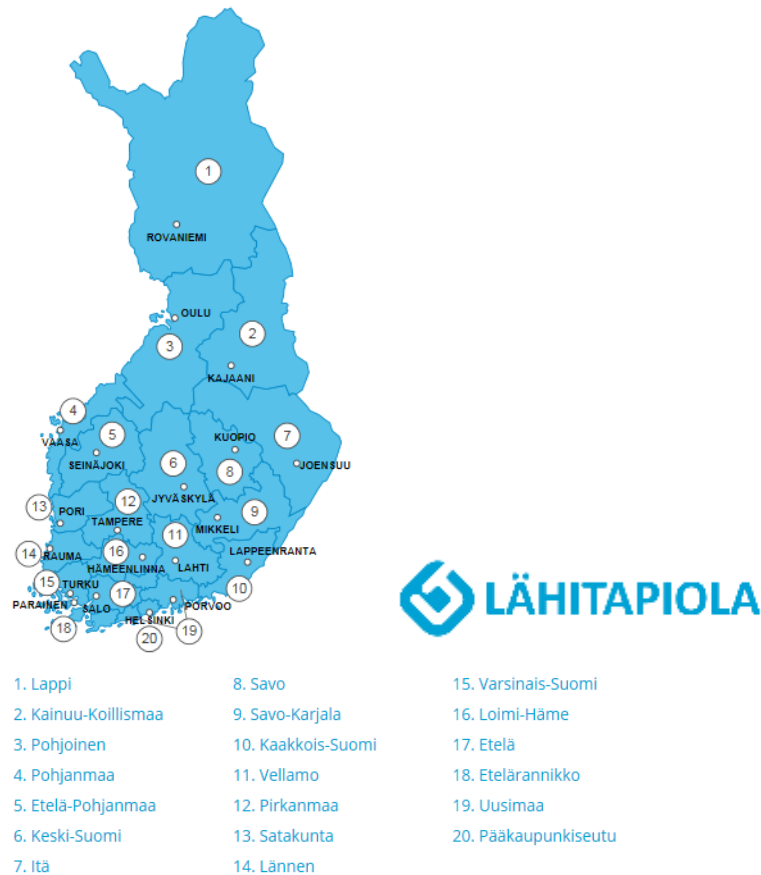 1
ROVANIEMI
OULU
2
3
KAJAANI
4
VAASA
5
SEINÄJOKI
KUOPIO
7
6
8
JOENSUU
JYVÄSKYLÄ
13
PORI
12
TAMPERE
9
MIKKELI
11
14
RAUMA
16
HÄMEENLINNA
LAHTI
LAPPEENRANTA
15
TURKU
17
10
PARAINEN
SALO
PORVOO
18
HELSINKI
20
19
LÄHITAPIOLA
1. Lappi
2. Kainuu-Koillismaa
3. Pohjoinen
4. Pohjanmaa
5. Etelä-Pohjanmaa
6. Keski-Suomi
7. Itä
8. Savo
9. Savo-Karjala
10. Kaakkois-Suomi
11. Vellamo
12. Pirkanmaa
13. Satakunta
14. Lännen
15. Varsinais-Suomi
16. Loimi-Häme
17. Etelä
18. Etelärannikko
19. Uusimaa
20. Pääkaupunkiseutu